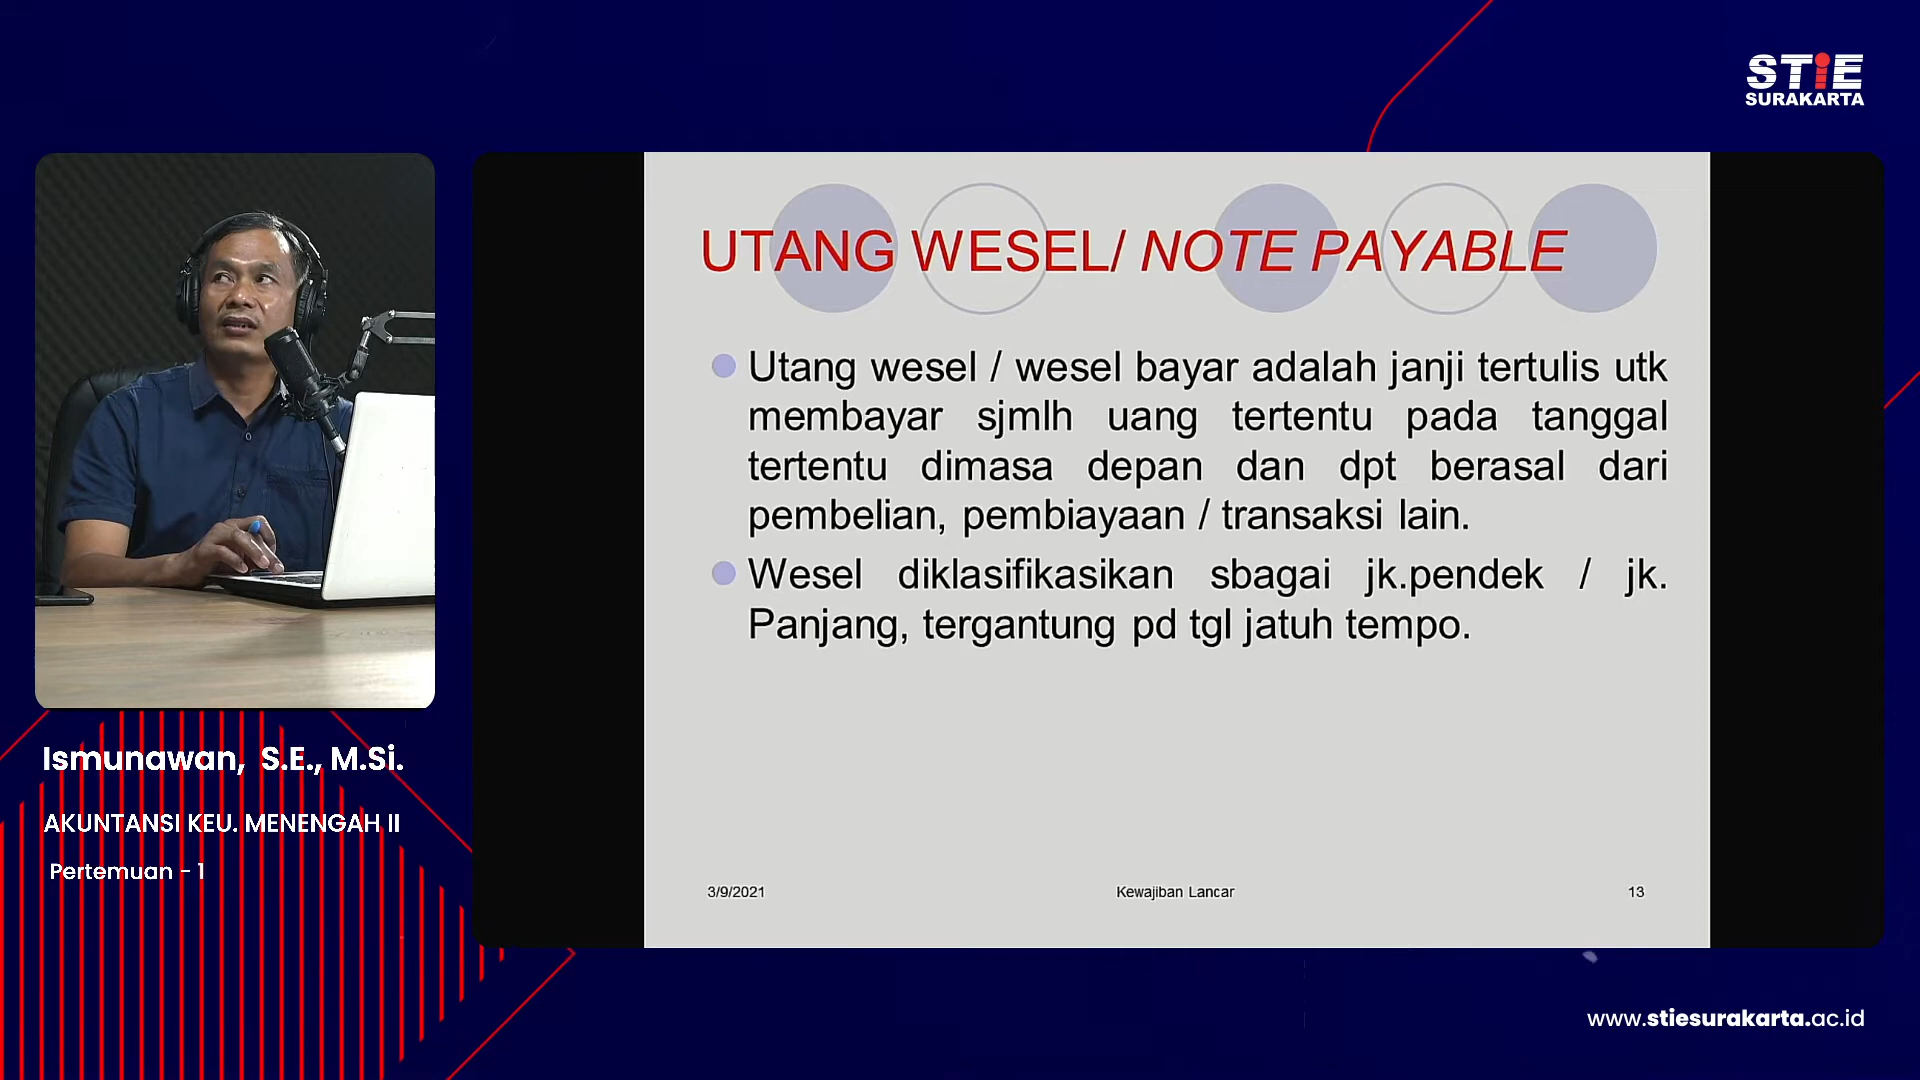 STiE
SURAKARTA
UTANG WESEL/ NOTE PAYABLE
Utang wesel / wesel bayar adalah janji tertulis utk
membayar sjmlh uang tertentu pada tanggal
tertentu dimasa depan dan dpt berasal dari
pembelian, pembiayaan / transaksi lain.
Wesel diklasifikasikan sbagai jk.pendek / jk.
Panjang, tergantung pd tgl jatuh tempo.
3/9/2021
Kewajiban Lancar
13
Ismunawan, S.E., M.Si.
AKUNTANSI KEU. MENENGAH II
Pertemuan - 1
www.stiesurakarta.ac.id